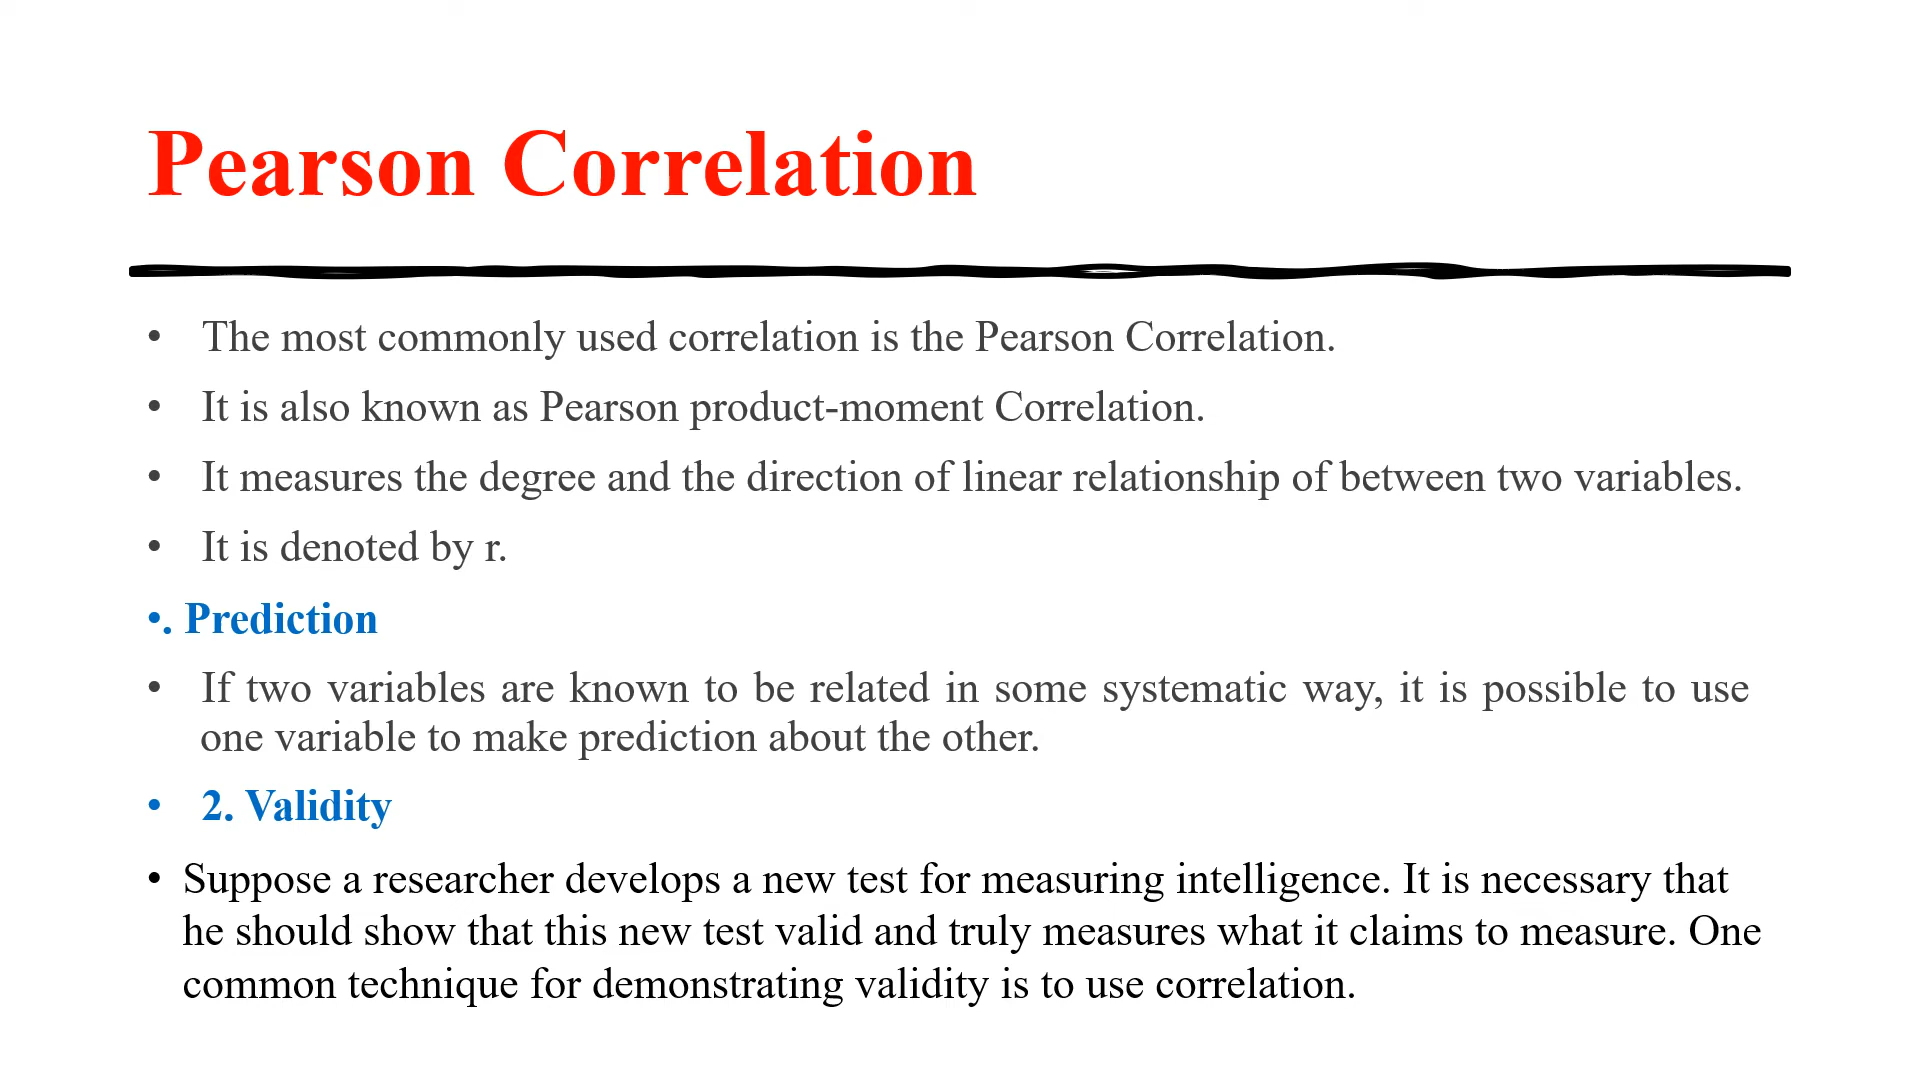 Pearson Correlation
• The most commonly used correlation is the Pearson Correlation.
• It is also known as Pearson product-moment Correlation.
• It measures the degree and the direction of linear relationship of between two variables.
• It is denoted by r.
•. Prediction
• If two variables are known to be related in some systematic way, it is possible to use
one variable to make prediction about the other.
• 2. Validity
• Suppose a researcher develops a new test for measuring intelligence. It is necessary that
he should show that this new test valid and truly measures what it claims to measure. One
common technique for demonstrating validity is to use correlation.